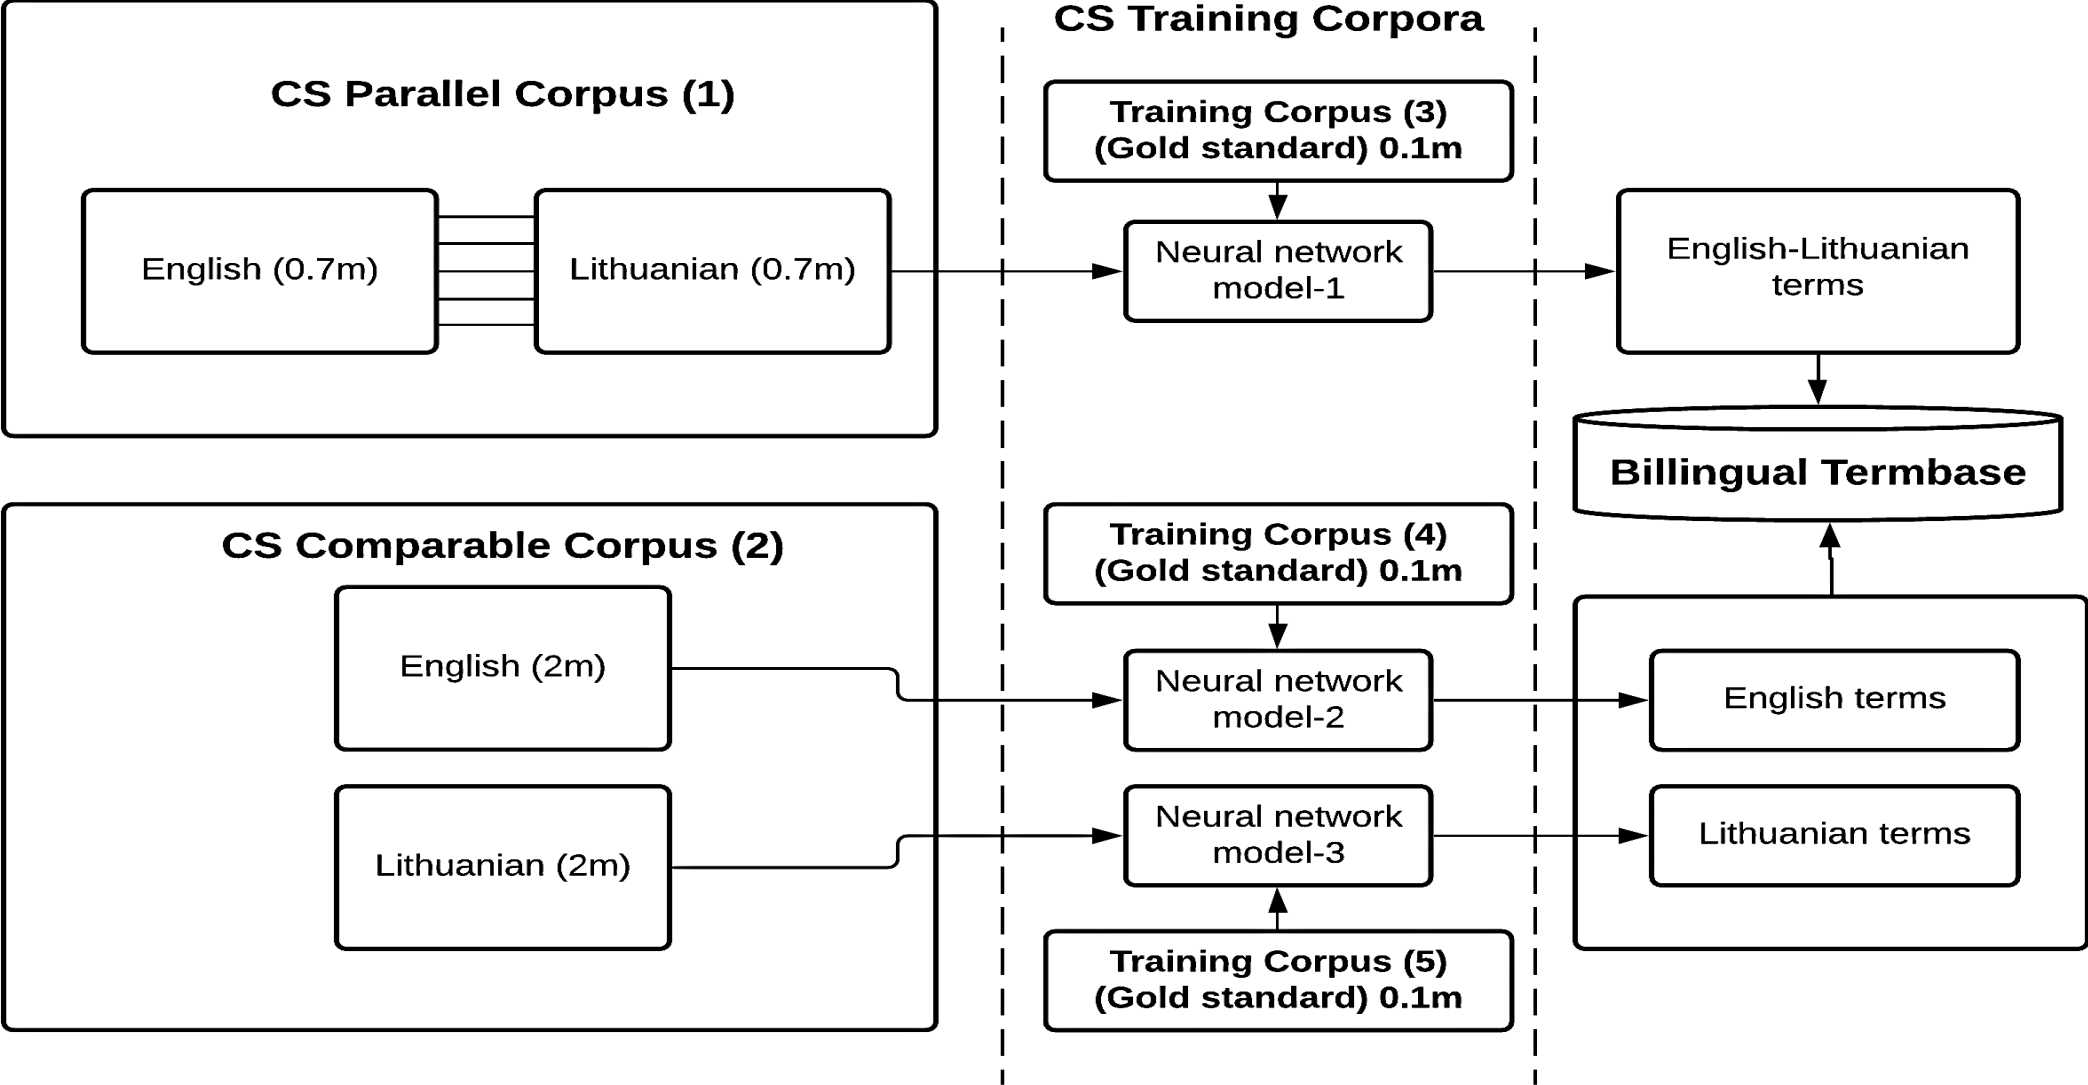 CS Training Corpora
CS Parallel Corpus (1)
English (0.7m)
Lithuanian (0.7m)
Training Corpus (3)
(Gold standard) 0.1m
Neural network
model-1
English-Lithuanian
terms
Billingual Termbase
CS Comparable Corpus (2)
English (2m)
Lithuanian (2m)
Training Corpus (4)
(Gold standard) 0.1m
Neural network
model-2
Neural network
model-3
Training Corpus (5)
(Gold standard) 0.1m
English terms
Lithuanian terms